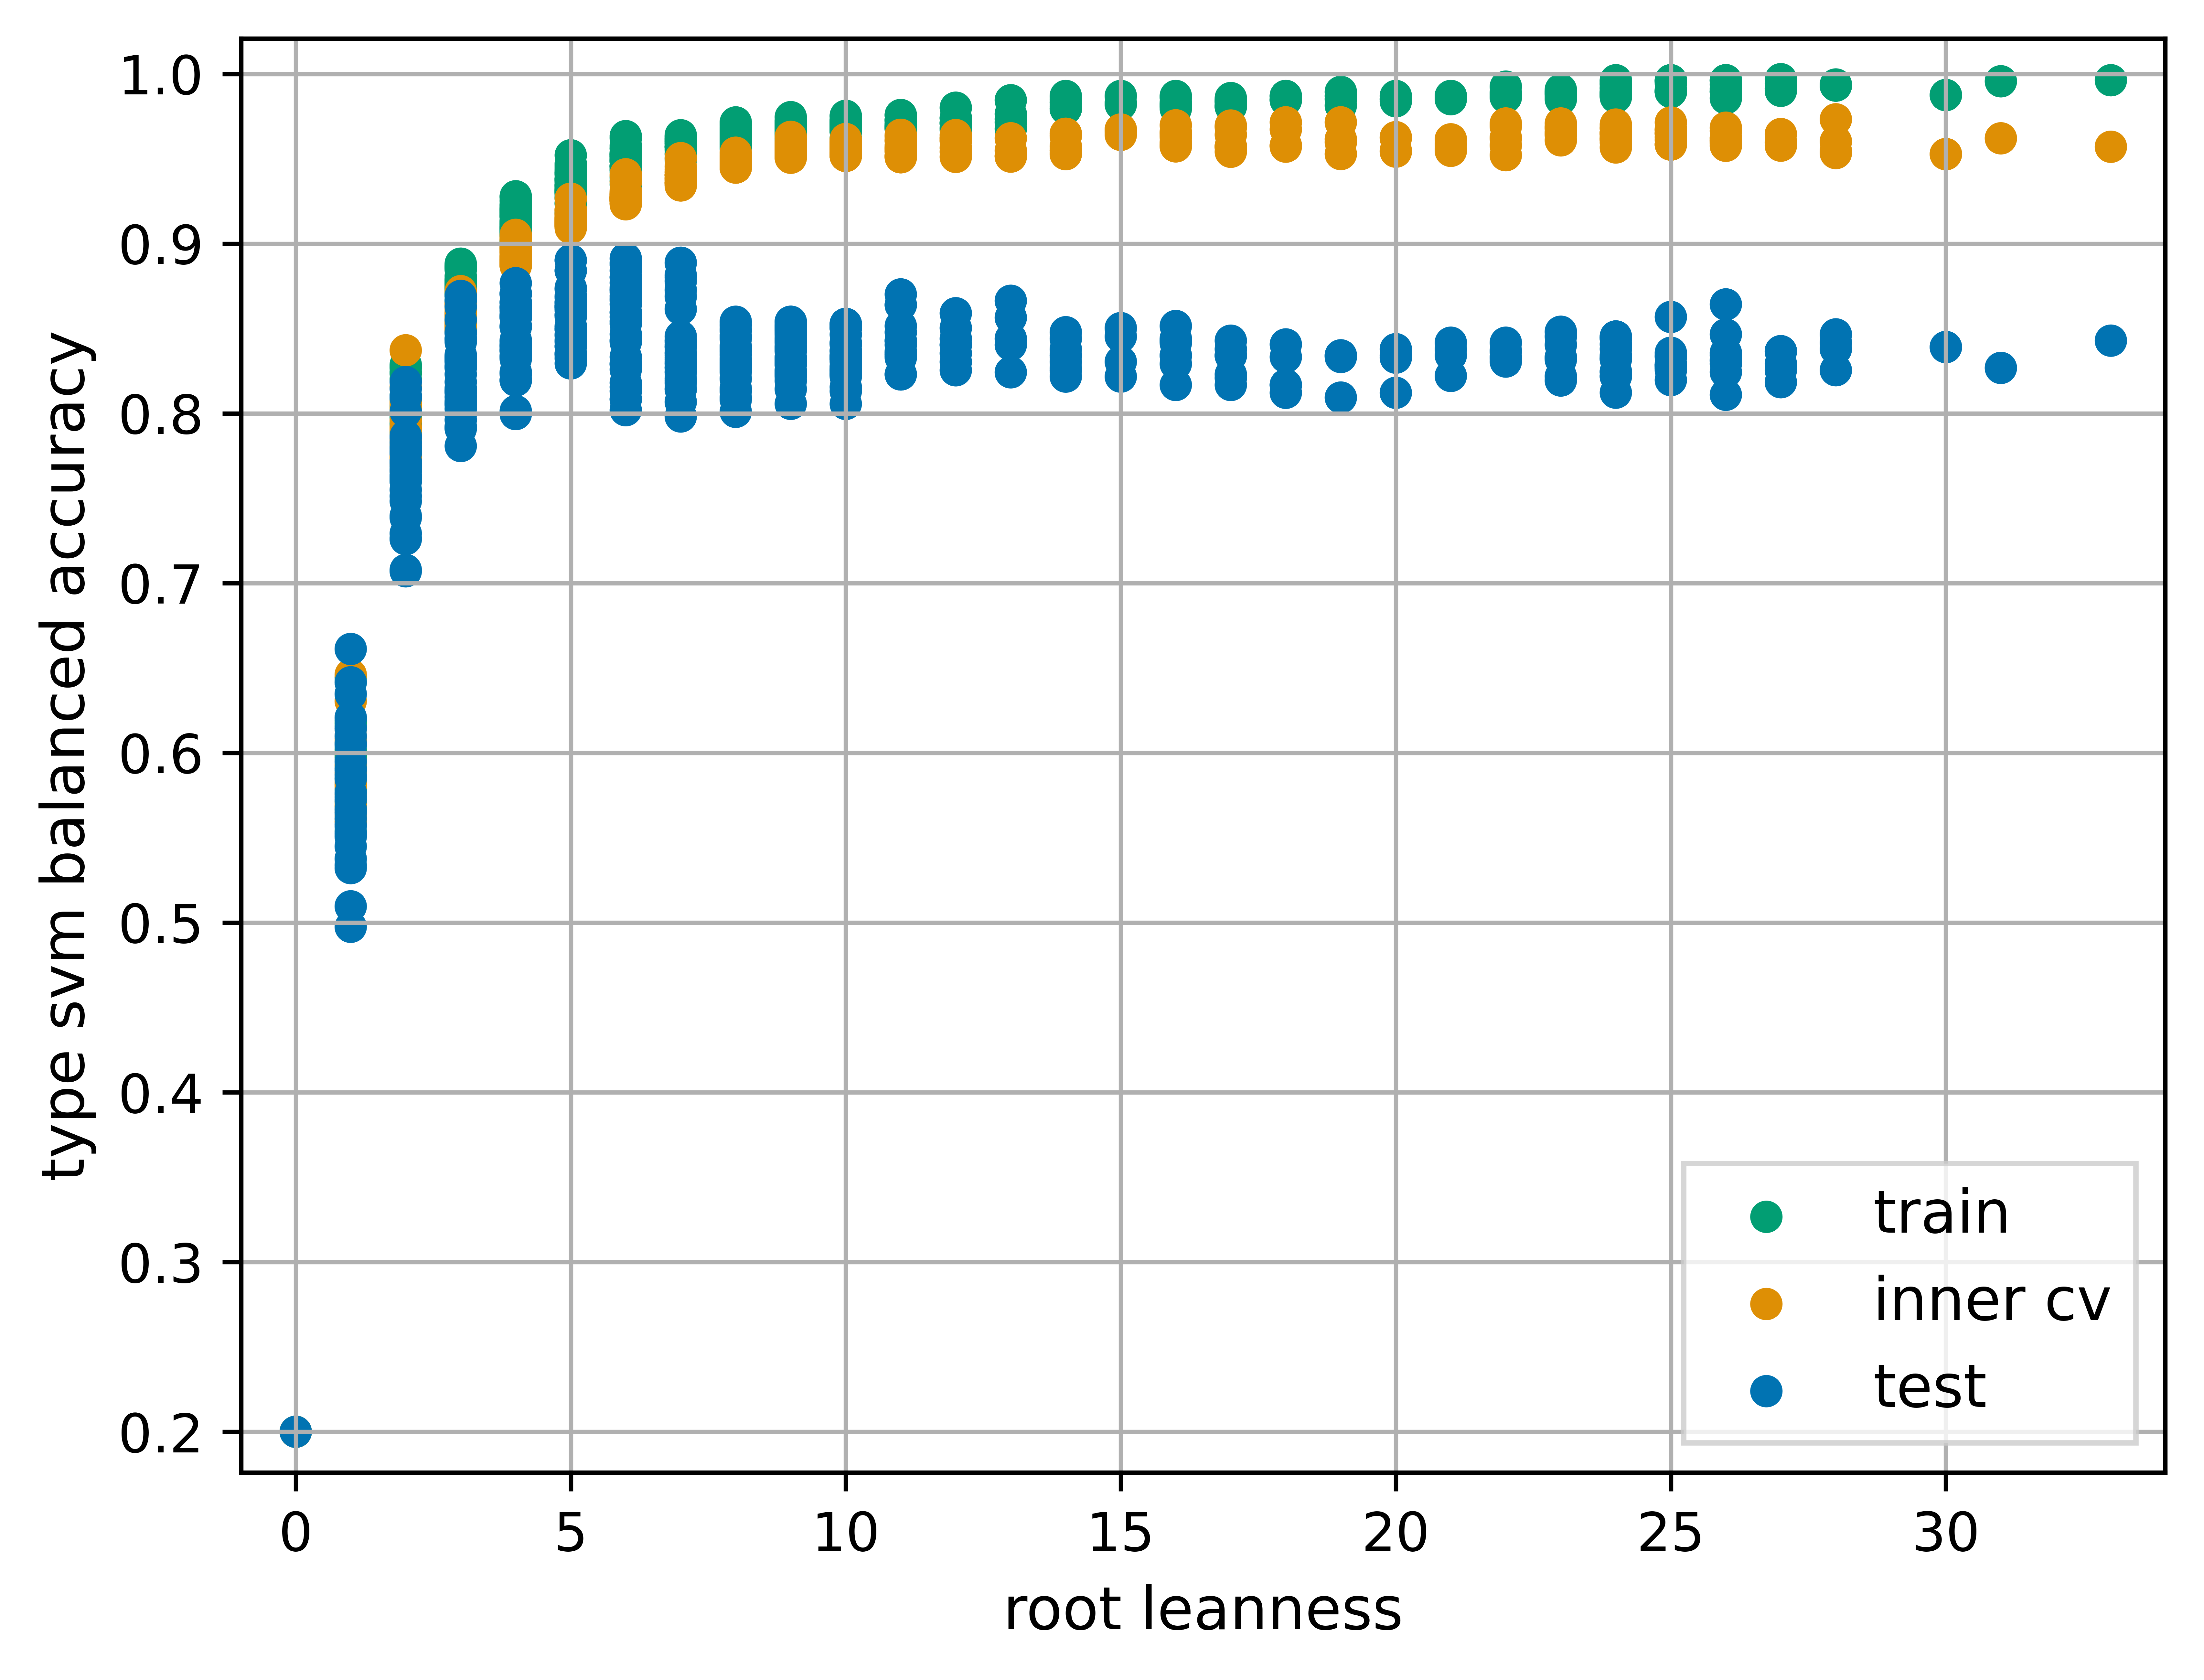 type svm balanced accuracy
1.0
0.9
0.8
0.7
0.6
0.5
0.4
0.3
0.2
train
inner cv
test
0 5 10 15 20 25 30
root leanness